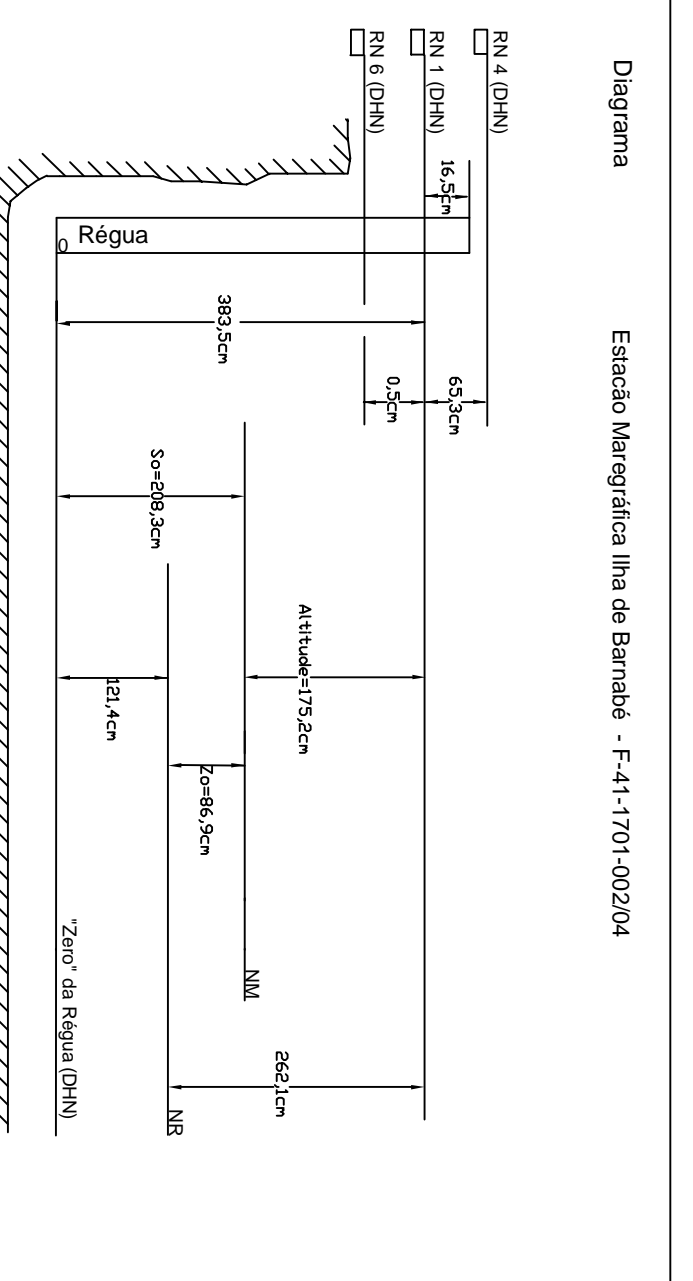 Diagrama
Estacão Maregráfica Ilha de Barnabé - F-41-1701-002/04
RN 4 (DHN)
RN 1 (DHN)
RN 6 (DHN)
16,5cm
65,3cm
0,5cm
Régua
0
383,5cm
So=208,3cm
Altitude=175,2cm
121,4cm
Zo=86,9cm
262,1cm
NM
NR
"Zero" da Régua (DHN)